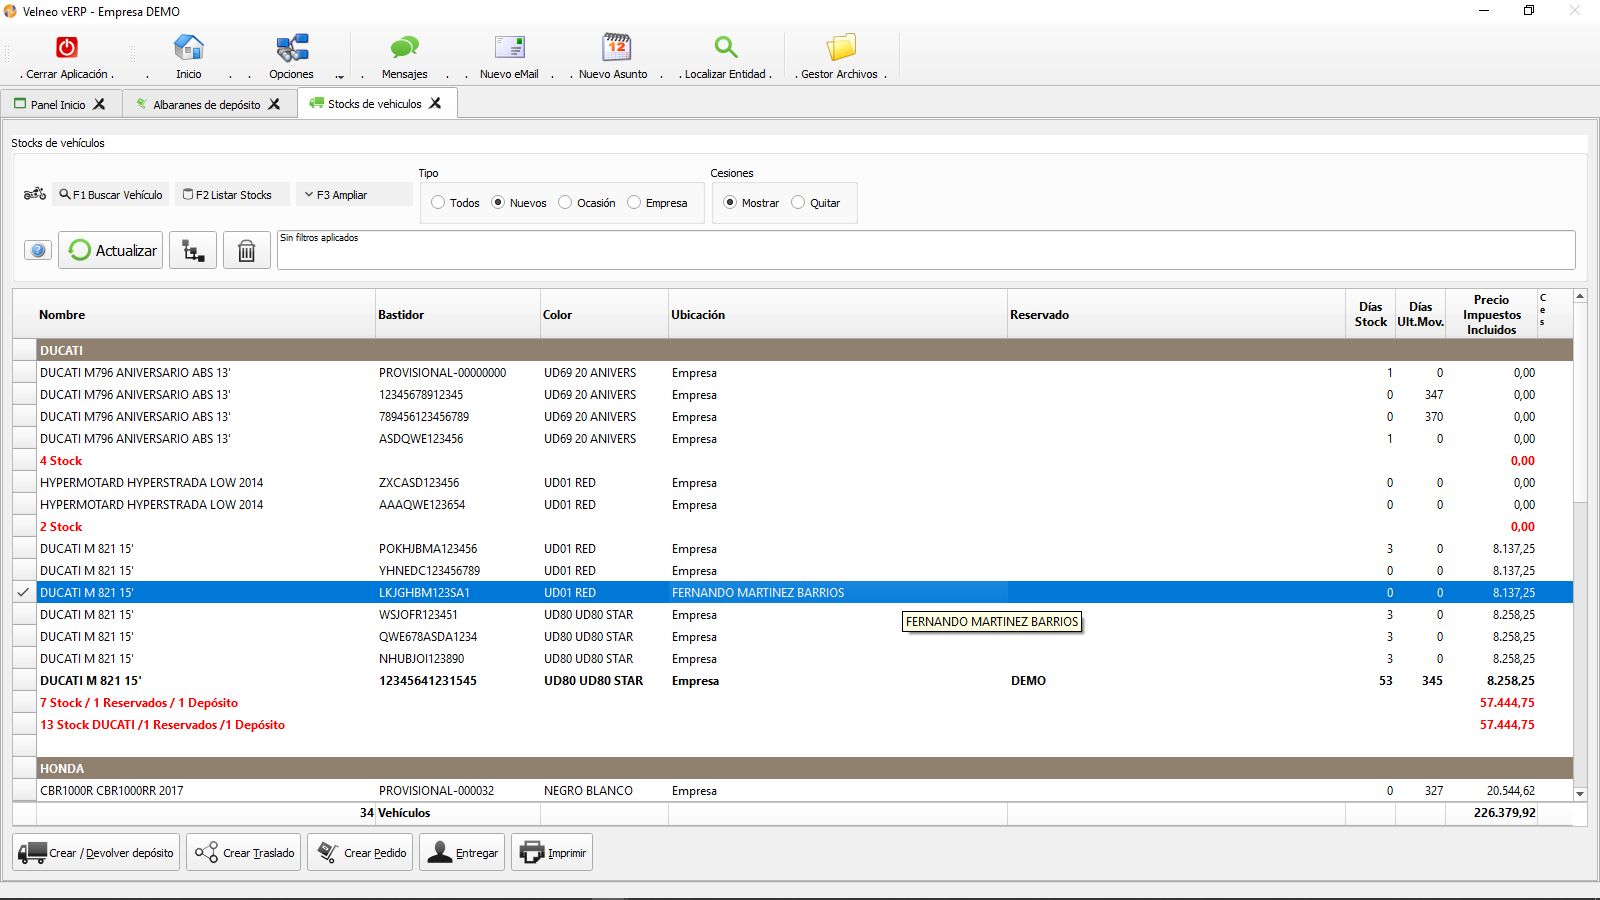 Velneo vERP - Empresa DEMO
. Cerrar Aplicación .
. Inicio .
. Opciones .
. Mensajes .
. Nuevo eMail .
. Nuevo Asunto .
. Localizar Entidad .
. Gestor Archivos .
Panel Inicio
Albaranes de depósito
Stocks de vehiculos
Stocks de vehículos
Tipo
Cesiones
F1 Buscar Vehículo
F2 Listar Stocks
F3 Ampliar
Todos Nuevos Ocasión Empresa
Mostrar Quitar
Actualizar
Sin filtros aplicados
Nombre Bastidor Color Ubicación Reservado Días Stock Días Ult.Mov. Precio Impuestos Incluidos Ces
DUCATI
DUCATI M796 ANIVERSARIO ABS 13' PROVISIONAL-00000000 UD69 20 ANIVERS Empresa 1 0 0,00
DUCATI M796 ANIVERSARIO ABS 13' 12345678912345 UD69 20 ANIVERS Empresa 0 347 0,00
DUCATI M796 ANIVERSARIO ABS 13' 789456123456789 UD69 20 ANIVERS Empresa 0 370 0,00
DUCATI M796 ANIVERSARIO ABS 13' ASDQWE123456 UD69 20 ANIVERS Empresa 1 0 0,00
4 Stock 0,00
HYPERMOTARD HYPERSTRADA LOW 2014 ZXCASD123456 UD01 RED Empresa 0 0 0,00
HYPERMOTARD HYPERSTRADA LOW 2014 AAAQWE123654 UD01 RED Empresa 0 0 0,00
2 Stock 0,00
DUCATI M 821 15' POKHJBMA123456 UD01 RED Empresa 3 0 8.137,25
DUCATI M 821 15' YHNEDC123456789 UD01 RED Empresa 0 0 8.137,25
DUCATI M 821 15' LKJGHBM123SA1 UD01 RED FERNANDO MARTINEZ BARRIOS 0 0 8.137,25
DUCATI M 821 15' WSJOFR123451 UD80 UD80 STAR Empresa 3 0 8.258,25
FERNANDO MARTINEZ BARRIOS
DUCATI M 821 15' QWE678ASDA1234 UD80 UD80 STAR Empresa 3 0 8.258,25
DUCATI M 821 15' NHUBJOI123890 UD80 UD80 STAR Empresa 3 0 8.258,25
DUCATI M 821 15' 12345641231545 UD80 UD80 STAR Empresa DEMO 53 345 8.258,25
7 Stock / 1 Reservados / 1 Depósito 57.444,75
13 Stock DUCATI /1 Reservados /1 Depósito 57.444,75
HONDA
CBR1000R CBR1000RR 2017 PROVISIONAL-000032 NEGRO BLANCO Empresa 0 327 20.544,62
34 Vehículos 226.379,92
Crear / Devolver depósito
Crear Traslado
Crear Pedido
Entregar
Imprimir